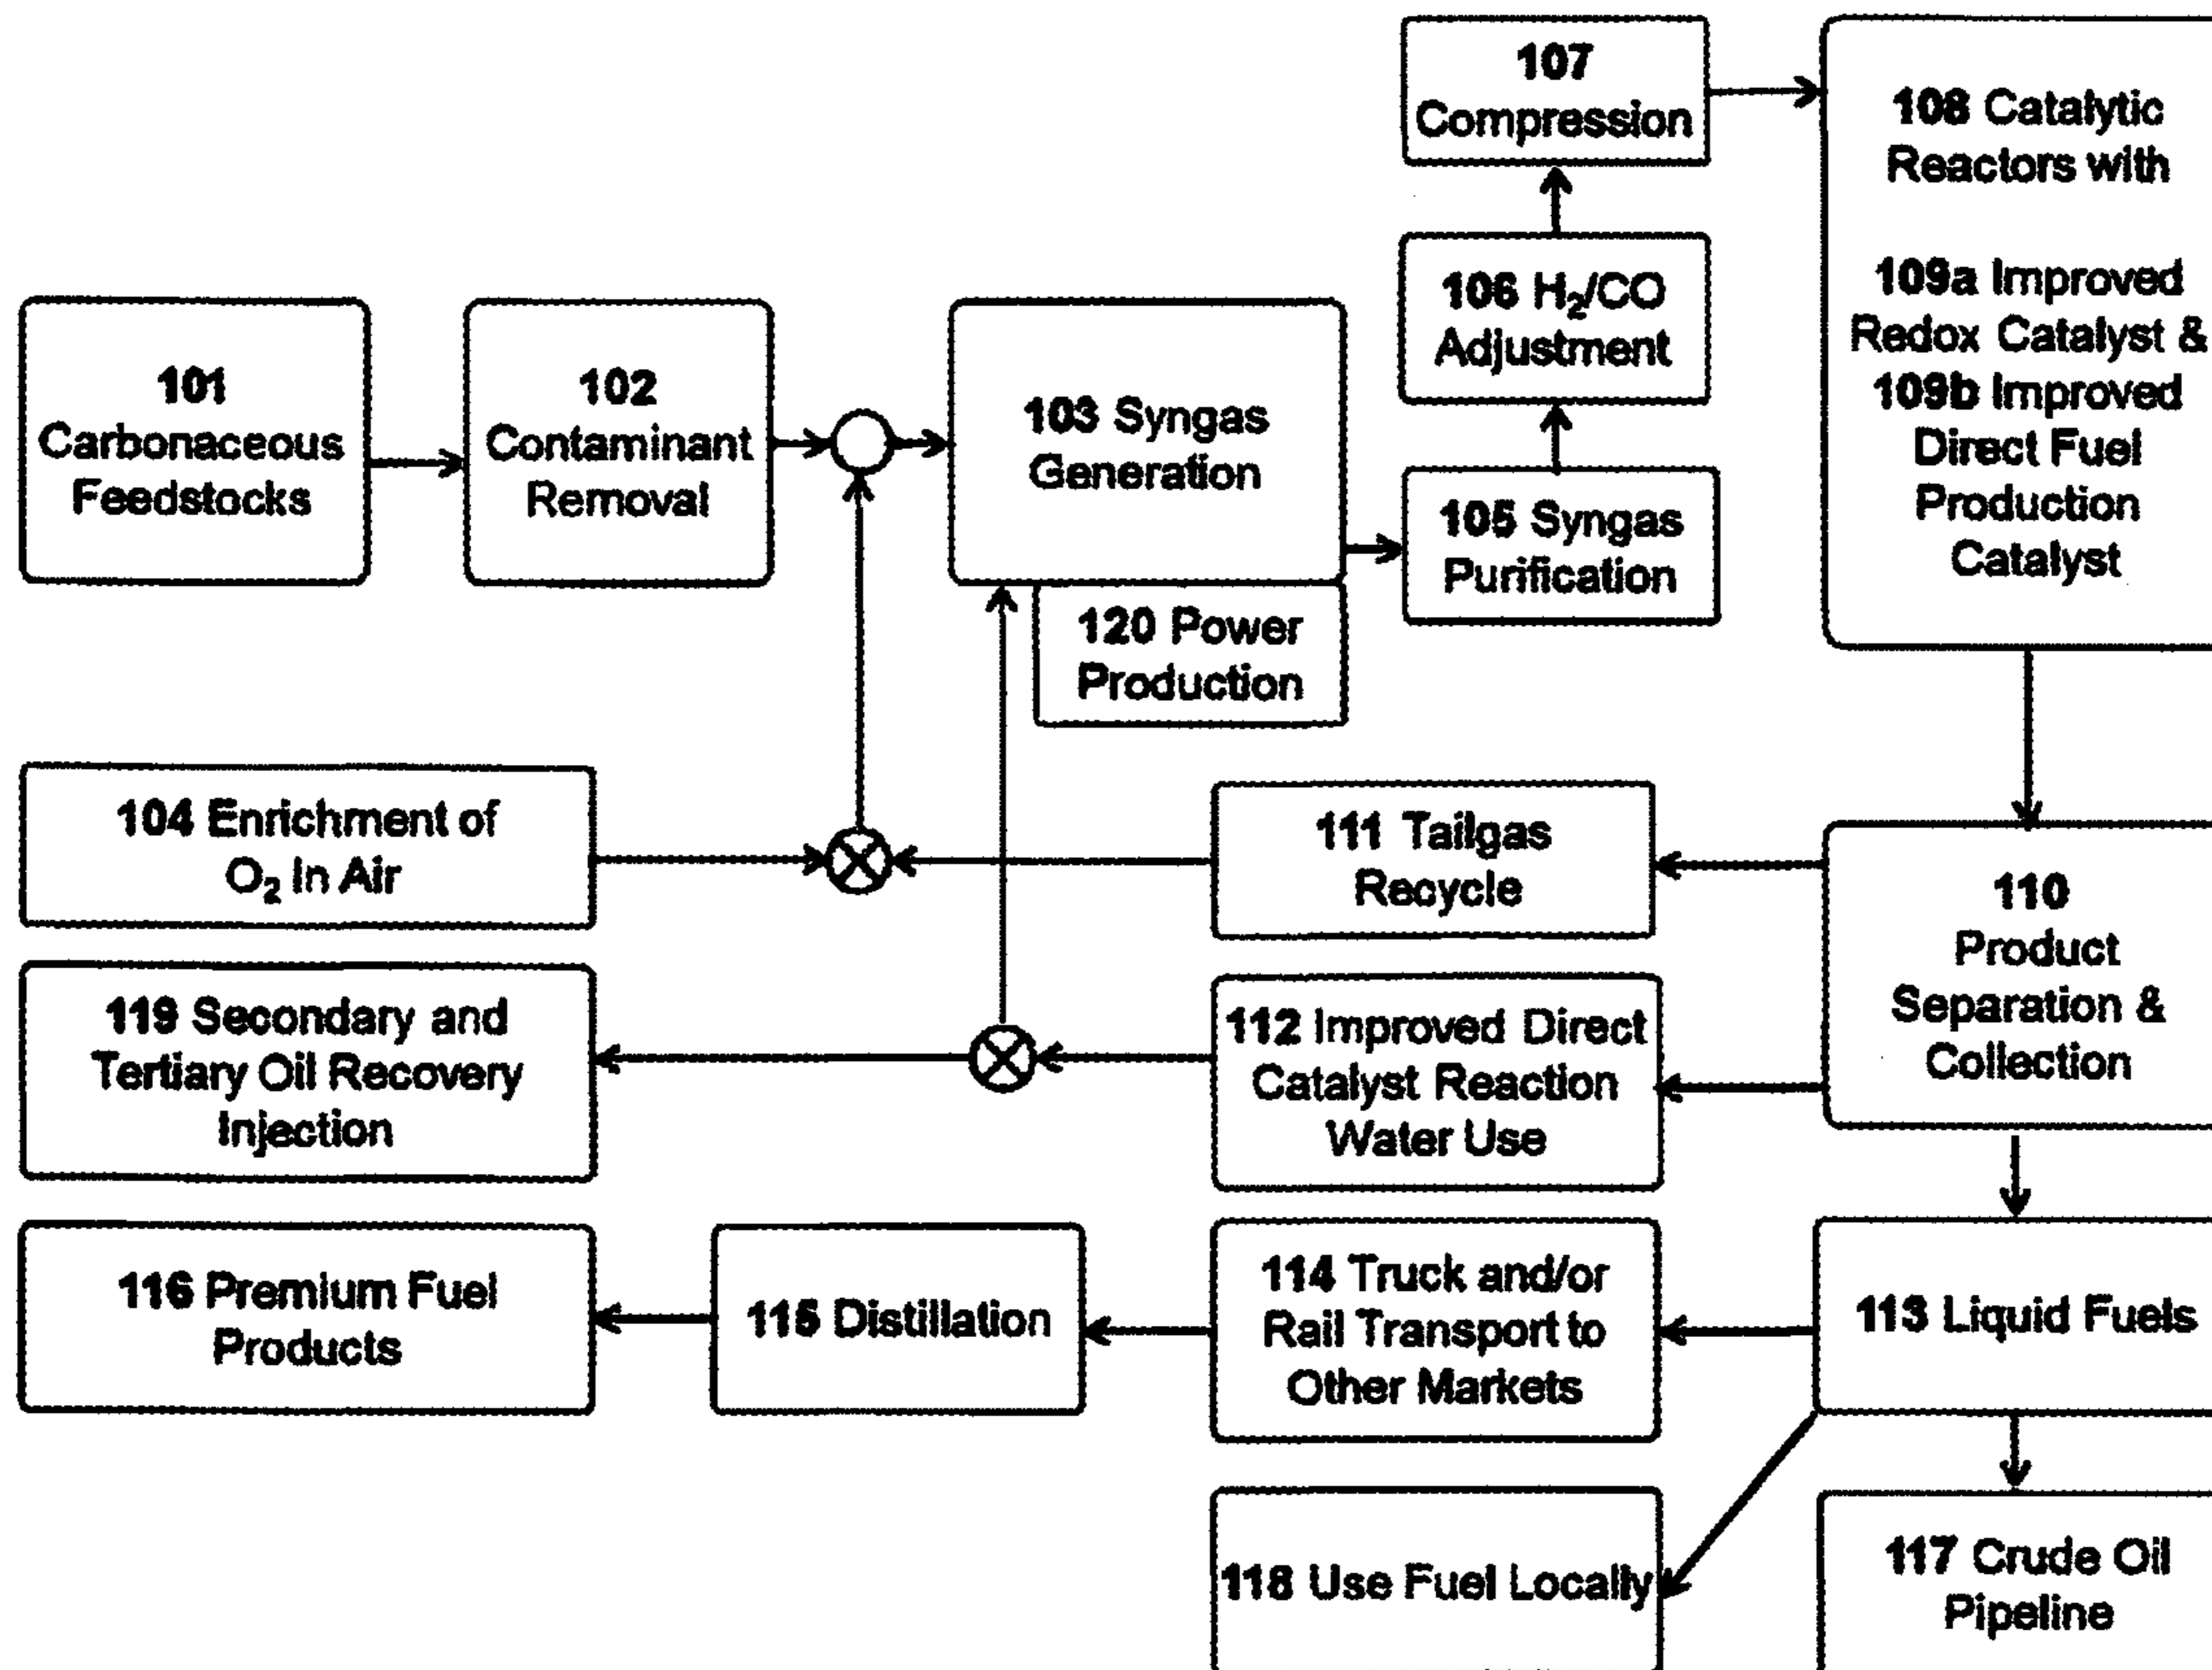 107
Compression
108 Catalytic
Reactors with
109a Improved
Redox Catalyst &
109b Improved
Direct Fuel
Production
Catalyst
106 H₂/CO
Adjustment
101
Carbonaceous
Feedstocks
102
Contaminant
Removal
103 Syngas
Generation
105 Syngas
Purification
120 Power
Production
104 Enrichment of
O₂ In Air
111 Tailgas
Recycle
110
Product
Separation &
Collection
119 Secondary and
Tertiary Oil Recovery
Injection
112 Improved Direct
Catalyst Reaction
Water Use
116 Premium Fuel
Products
115 Distillation
114 Truck and/or
Rail Transport to
Other Markets
113 Liquid Fuels
118 Use Fuel Locally
117 Crude Oil
Pipeline